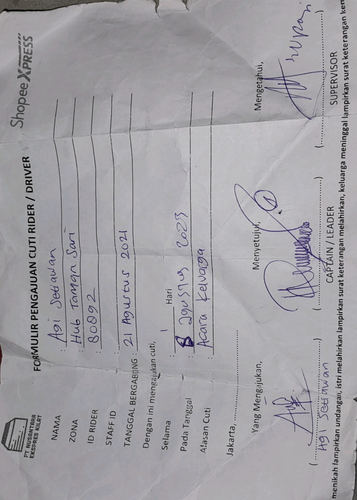 PT NUSANTARA
EKSPRES KILAT
Shopee XPRESS
FORMULIR PENGAJUAN CUTI RIDER / DRIVER
NAMA Agi Setiawan
ZONA Hub Taman Sari
ID RIDER 80892
STAFF ID
TANGGAL BERGABUNG : 21 Agustus 2021
Dengan ini mengajukan cuti,
Selama 1 Hari
Pada Tanggal 8 Agustus 2023
Alasan Cuti Acara Keluarga
Jakarta,
Yang Mengajukan, Menyetujui, Mengetahui,
( Agi Setiawan ) ( ) ( )
CAPTAIN / LEADER SUPERVISOR
menikah lampirkan undangan, istri melahirkan lampirkan surat keterangan melahirkan, keluarga meninggal lampirkan surat keterangan